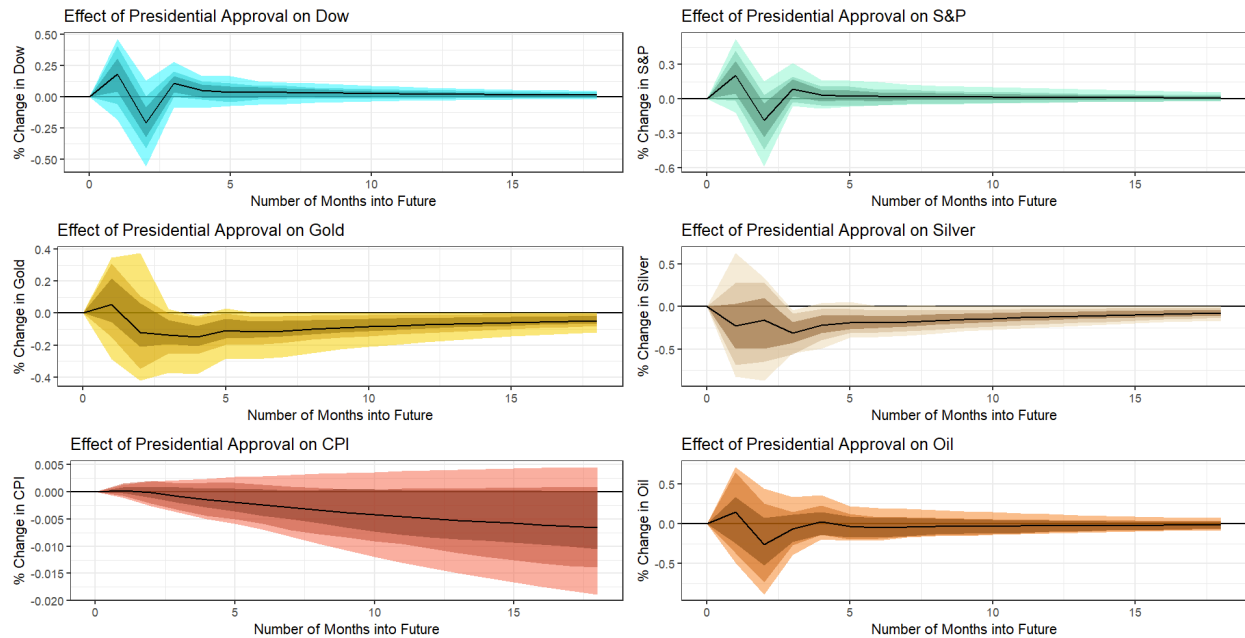 Effect of Presidential Approval on Dow
% Change in Dow
0.50
0.25
0.00
-0.25
-0.50
0 5 10 15
Number of Months into Future
Effect of Presidential Approval on S&P
% Change in S&P
0.3
0.0
-0.3
-0.6
0 5 10 15
Number of Months into Future
Effect of Presidential Approval on Gold
% Change in Gold
0.4
0.2
0.0
-0.2
-0.4
0 5 10 15
Number of Months into Future
Effect of Presidential Approval on Silver
% Change in Silver
0.5
0.0
-0.5
0 5 10 15
Number of Months into Future
Effect of Presidential Approval on CPI
% Change in CPI
0.005
0.000
-0.005
-0.010
-0.015
-0.020
0 5 10 15
Number of Months into Future
Effect of Presidential Approval on Oil
% Change in Oil
0.5
0.0
-0.5
0 5 10 15
Number of Months into Future